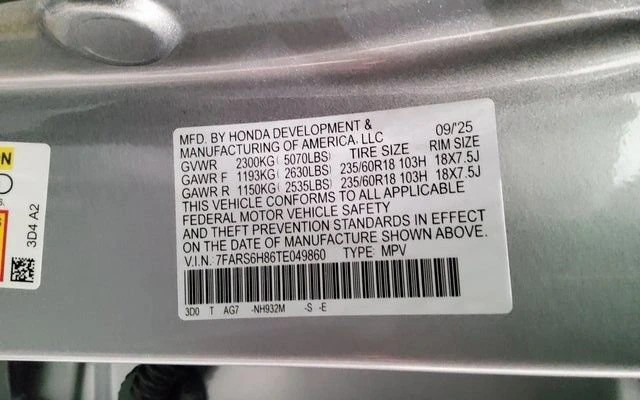 MFD. BY HONDA DEVELOPMENT & 09/'25
MANUFACTURING OF AMERICA, LLC
GVWR 2300KG ( 5070LBS) TIRE SIZE RIM SIZE
GAWR F 1193KG ( 2630LBS) 235/60R18 103H 18X7.5J
GAWR R 1150KG ( 2535LBS) 235/60R18 103H 18X7.5J
THIS VEHICLE CONFORMS TO ALL APPLICABLE
FEDERAL MOTOR VEHICLE SAFETY
AND THEFT PREVENTION STANDARDS IN EFFECT
ON THE DATE OF MANUFACTURE SHOWN ABOVE.
V.I.N.: 7FARS6H86TE049860 TYPE: MPV
3D0 T AG7 -NH932M -S -E
3D4 A2